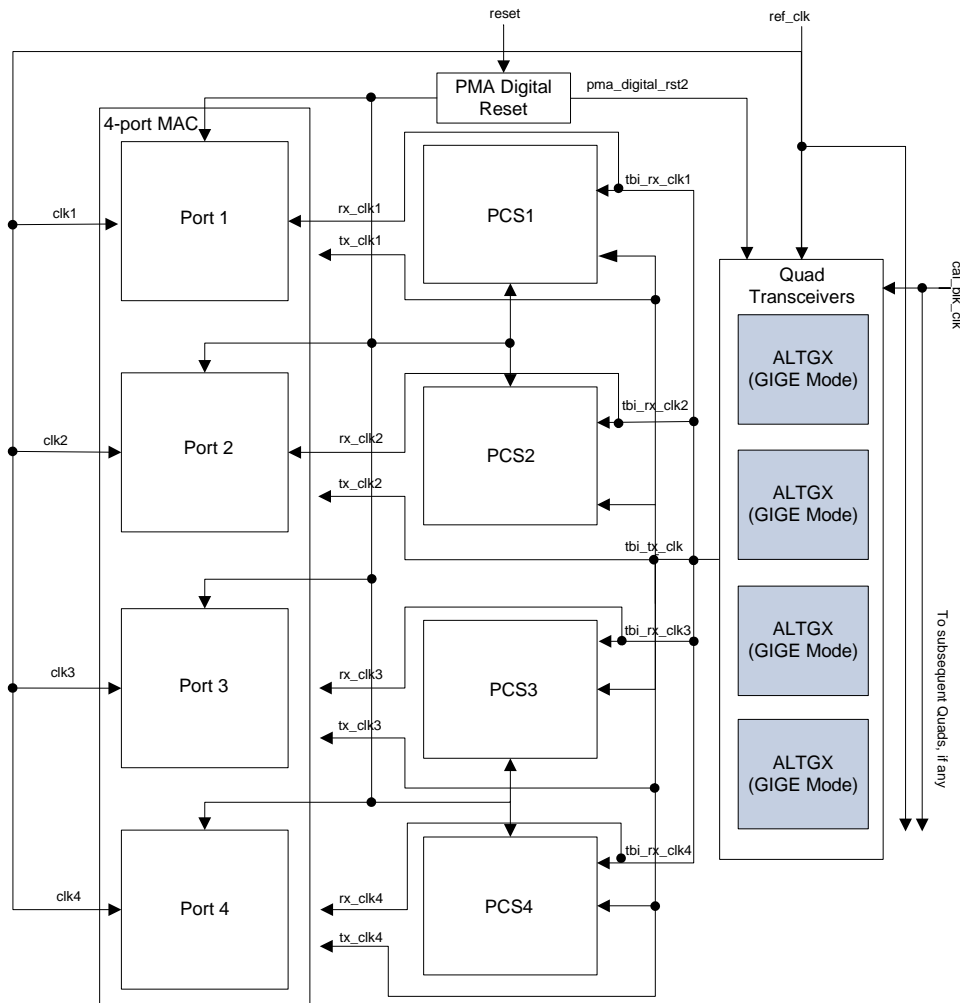 reset
ref_clk
PMA Digital
Reset
pma_digital_rst2
4-port MAC
clk1
Port 1
rx_clk1
tx_clk1
PCS1
tbi_rx_clk1
Quad
Transceivers
cal_blk_clk
ALTGX
(GIGE Mode)
clk2
Port 2
rx_clk2
tx_clk2
PCS2
tbi_rx_clk2
ALTGX
(GIGE Mode)
tbi_tx_clk
clk3
Port 3
rx_clk3
tx_clk3
PCS3
tbi_rx_clk3
ALTGX
(GIGE Mode)
To subsequent Quads, if any
ALTGX
(GIGE Mode)
clk4
Port 4
rx_clk4
tx_clk4
PCS4
tbi_rx_clk4